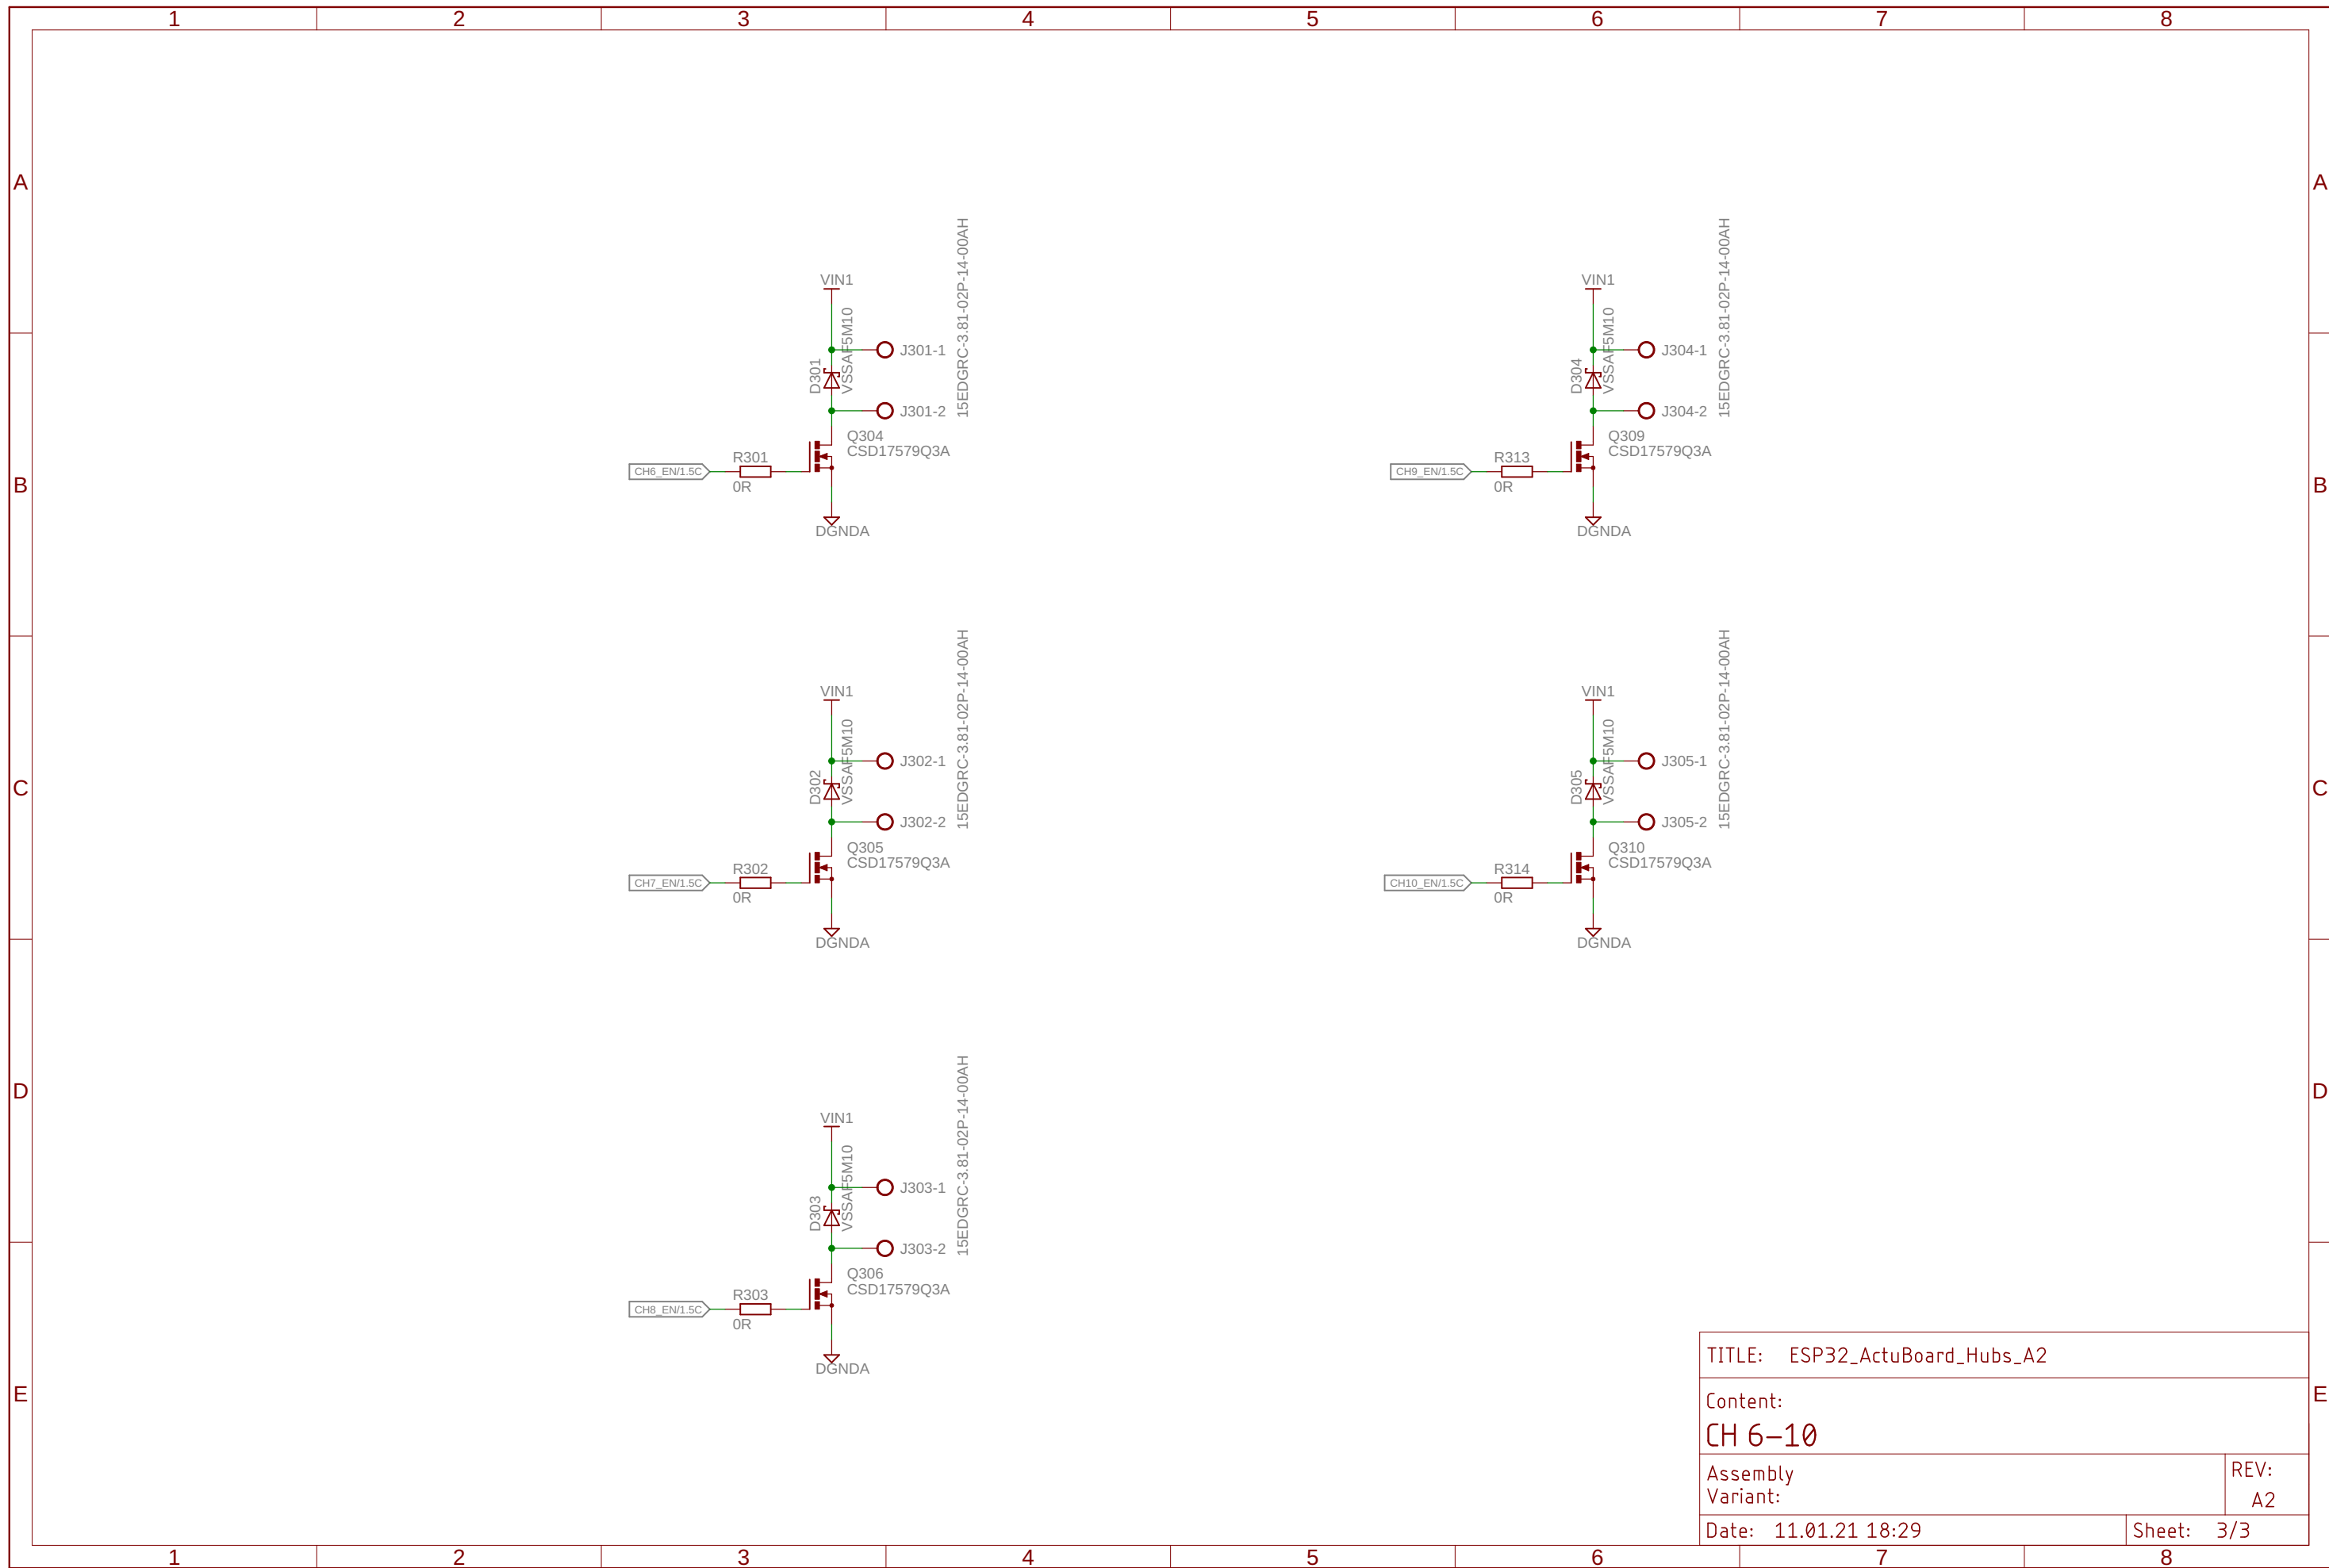 1 2 3 4 5 6 7 8
A A
VIN1
15EDGRC-3.81-02P-14-00AH
VSSAF5M10
D301
J301-1
J301-2
Q304
CSD17579Q3A
CH6_EN/1.5C
R301
0R
DGNDA
VIN1
15EDGRC-3.81-02P-14-00AH
VSSAF5M10
D304
J304-1
J304-2
Q309
CSD17579Q3A
CH9_EN/1.5C
R313
0R
DGNDA
B B
VIN1
15EDGRC-3.81-02P-14-00AH
VSSAF5M10
D302
J302-1
J302-2
Q305
CSD17579Q3A
CH7_EN/1.5C
R302
0R
DGNDA
VIN1
15EDGRC-3.81-02P-14-00AH
VSSAF5M10
D305
J305-1
J305-2
Q310
CSD17579Q3A
CH10_EN/1.5C
R314
0R
DGNDA
C C
D D
VIN1
15EDGRC-3.81-02P-14-00AH
VSSAF5M10
D303
J303-1
J303-2
Q306
CSD17579Q3A
CH8_EN/1.5C
R303
0R
DGNDA
E E
TITLE: ESP32_ActuBoard_Hubs_A2
Content:
CH 6-10
Assembly
Variant:
REV:
A2
Date: 11.01.21 18:29
Sheet: 3/3
1 2 3 4 5 6 7 8